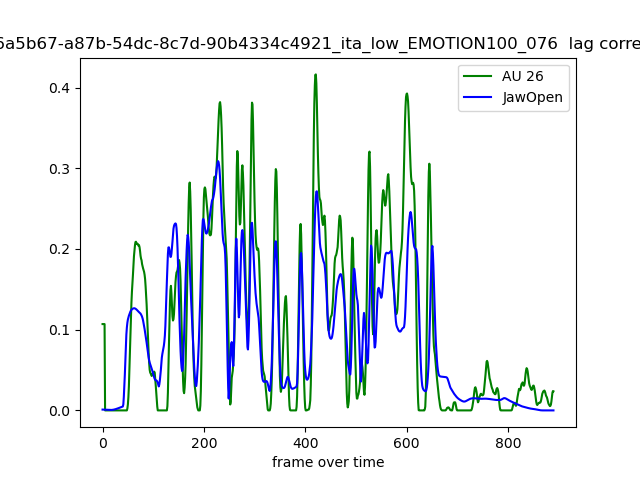 6a5b67-a87b-54dc-8c7d-90b4334c4921_ita_low_EMOTION100_076 lag corre
AU 26
JawOpen
0.4
0.3
0.2
0.1
0.0
0 200 400 600 800
frame over time